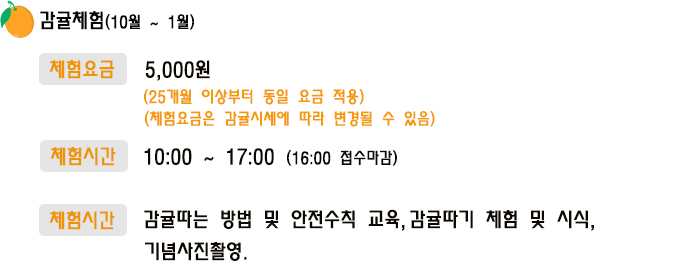 감귤체험(10월 ~ 1월)
체험요금 5,000원
(25개월 이상부터 동일 요금 적용)
(체험요금은 감귤시세에 따라 변경될 수 있음)
체험시간 10:00 ~ 17:00 (16:00 접수마감)
체험시간 감귤따는 방법 및 안전수칙 교육, 감귤따기 체험 및 시식,
기념사진촬영.